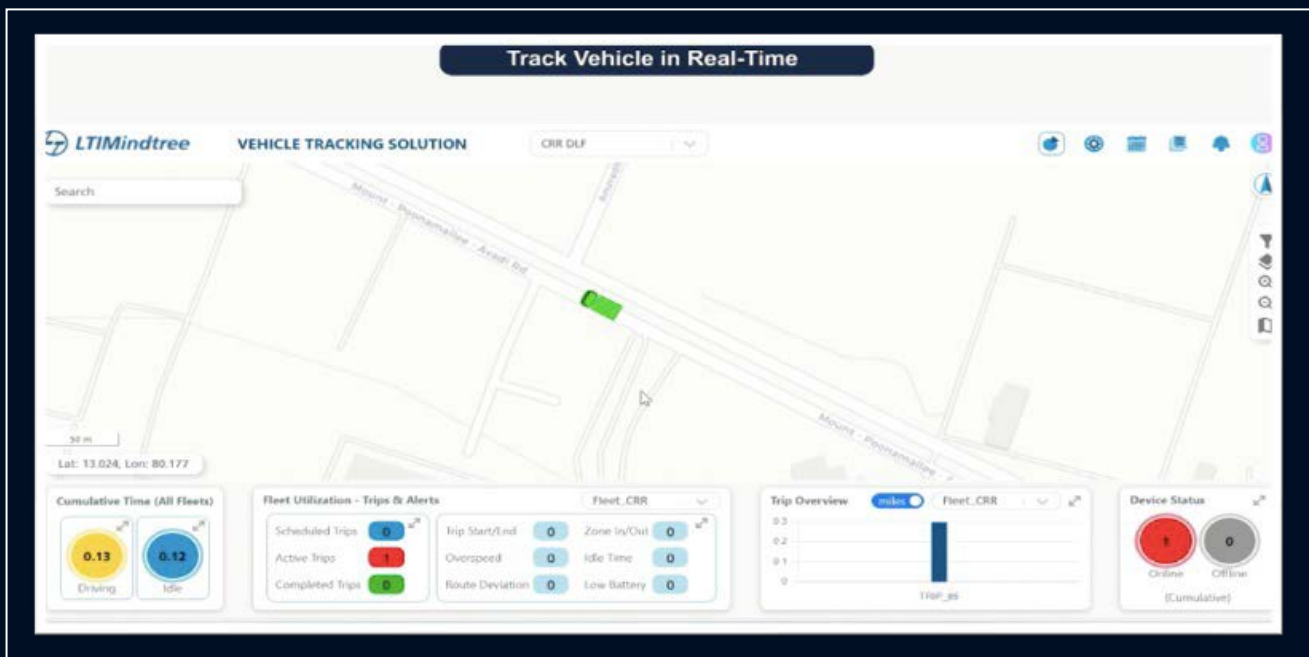 Track Vehicle in Real-Time
LTIMindtree
VEHICLE TRACKING SOLUTION
CRR DLF
Search
Mount - Poonamallee - Avadi Rd
Mount - Poonamallee -
50 m
Lat: 13.024, Lon: 80.177
Cumulative Time (All Fleets)
0.13
Driving
0.12
Idle
Fleet Utilization - Trips & Alerts
Fleet_CRR
Scheduled Trips 0
Active Trips 1
Completed Trips 0
Trip Start/End 0
Overspeed 0
Route Deviation 0
Zone In/Out 0
Idle Time 0
Low Battery 0
Trip Overview
miles
Fleet_CRR
0.3
0.2
0.1
0
Device Status
1
Online
0
Offline
(Cumulative)